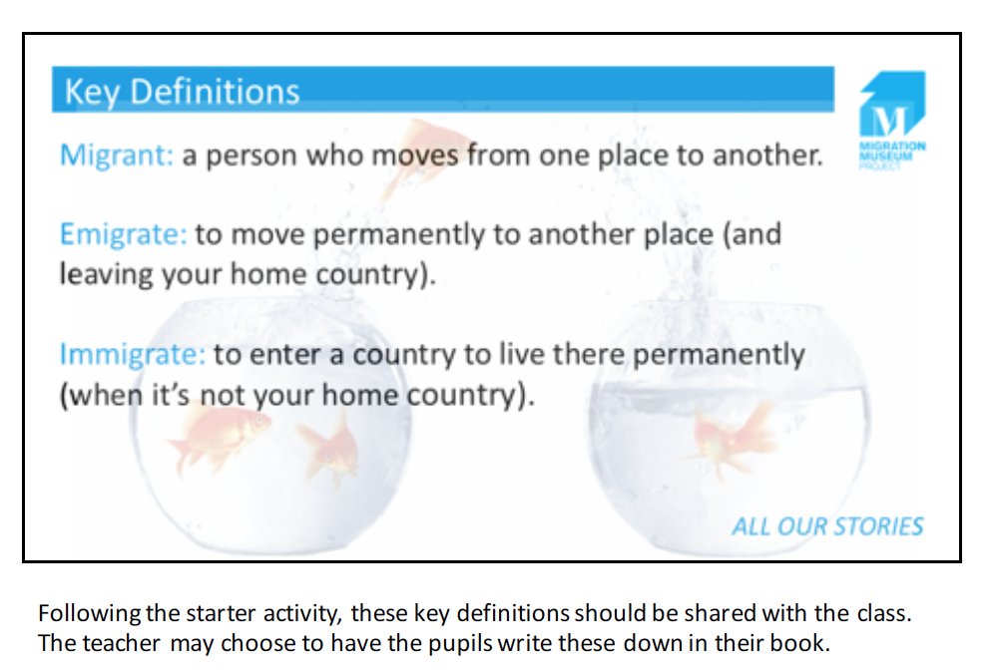 Key Definitions
M
MIGRATION
MUSEUM
PROJECT
Migrant: a person who moves from one place to another.
Emigrate: to move permanently to another place (and
leaving your home country).
Immigrate: to enter a country to live there permanently
(when it's not your home country).
ALL OUR STORIES
Following the starter activity, these key definitions should be shared with the class.
The teacher may choose to have the pupils write these down in their book.